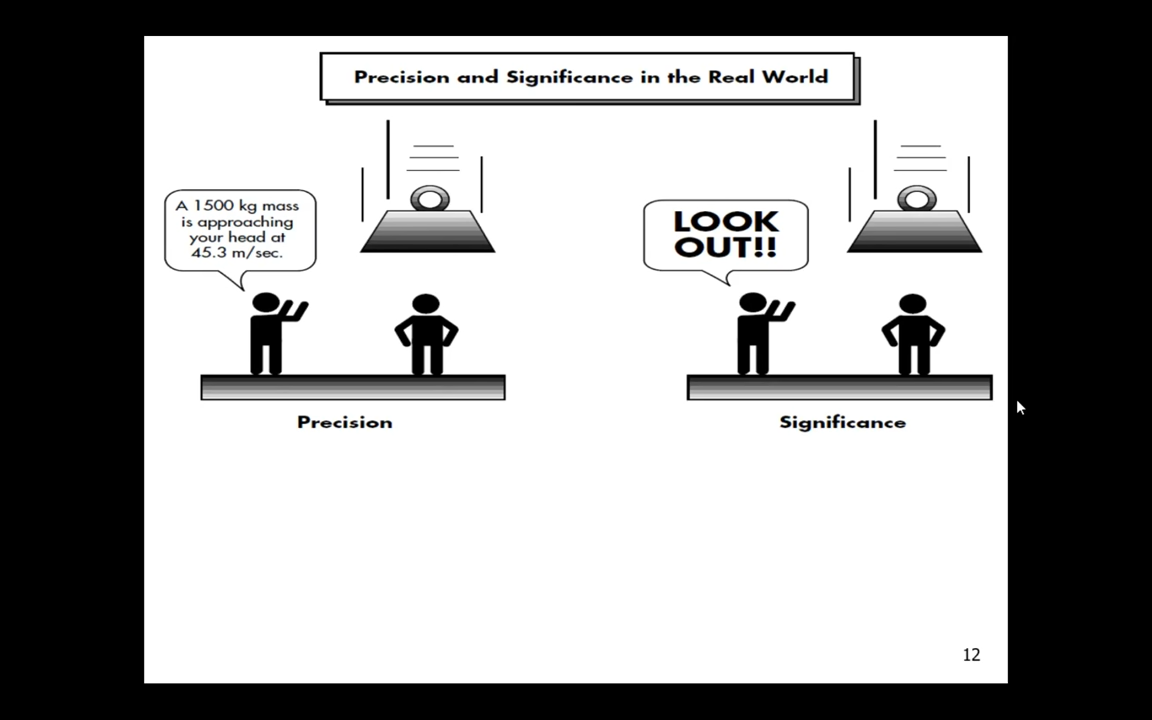 Precision and Significance in the Real World
A 1500 kg mass
is approaching
your head at
45.3 m/sec.
LOOK
OUT!!
Precision
Significance
12